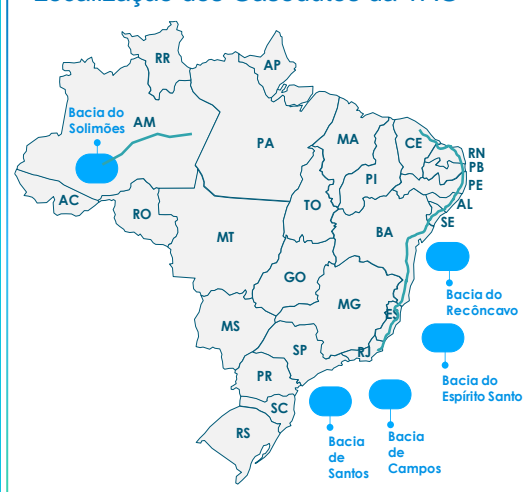 RR
AP
Bacia do
Solimões
AM
PA
MA
CE
RN
PB
PE
AL
SE
PI
AC
RO
TO
BA
MT
GO
MG
ES
MS
SP
RJ
PR
SC
RS
Bacia do
Recôncavo
Bacia do
Espírito Santo
Bacia
de
Santos
Bacia
de
Campos